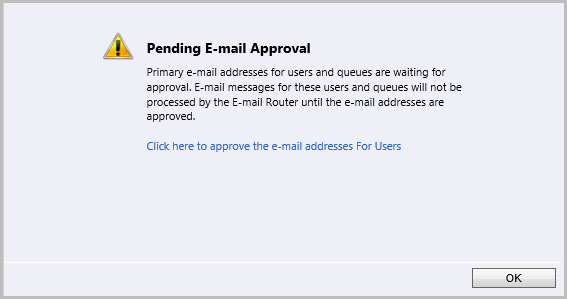 Pending E-mail Approval
Primary e-mail addresses for users and queues are waiting for
approval. E-mail messages for these users and queues will not be
processed by the E-mail Router until the e-mail addresses are
approved.
Click here to approve the e-mail addresses For Users
OK